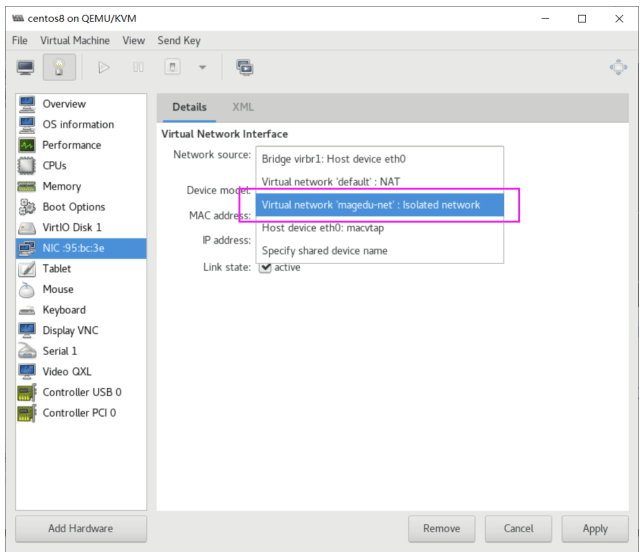 centos8 on QEMU/KVM
File Virtual Machine View Send Key
Overview
OS information
Performance
CPUs
Memory
Boot Options
VirtIO Disk 1
NIC :95:bc:3e
Tablet
Mouse
Keyboard
Display VNC
Serial 1
Video QXL
Controller USB 0
Controller PCI 0
Add Hardware
Details XML
Virtual Network Interface
Network source:
Bridge virbr1: Host device eth0
Virtual network 'default' : NAT
Device model:
Virtual network 'magedu-net' : Isolated network
MAC address:
Host device eth0: macvtap
IP address:
Specify shared device name
Link state: active
Remove Cancel Apply